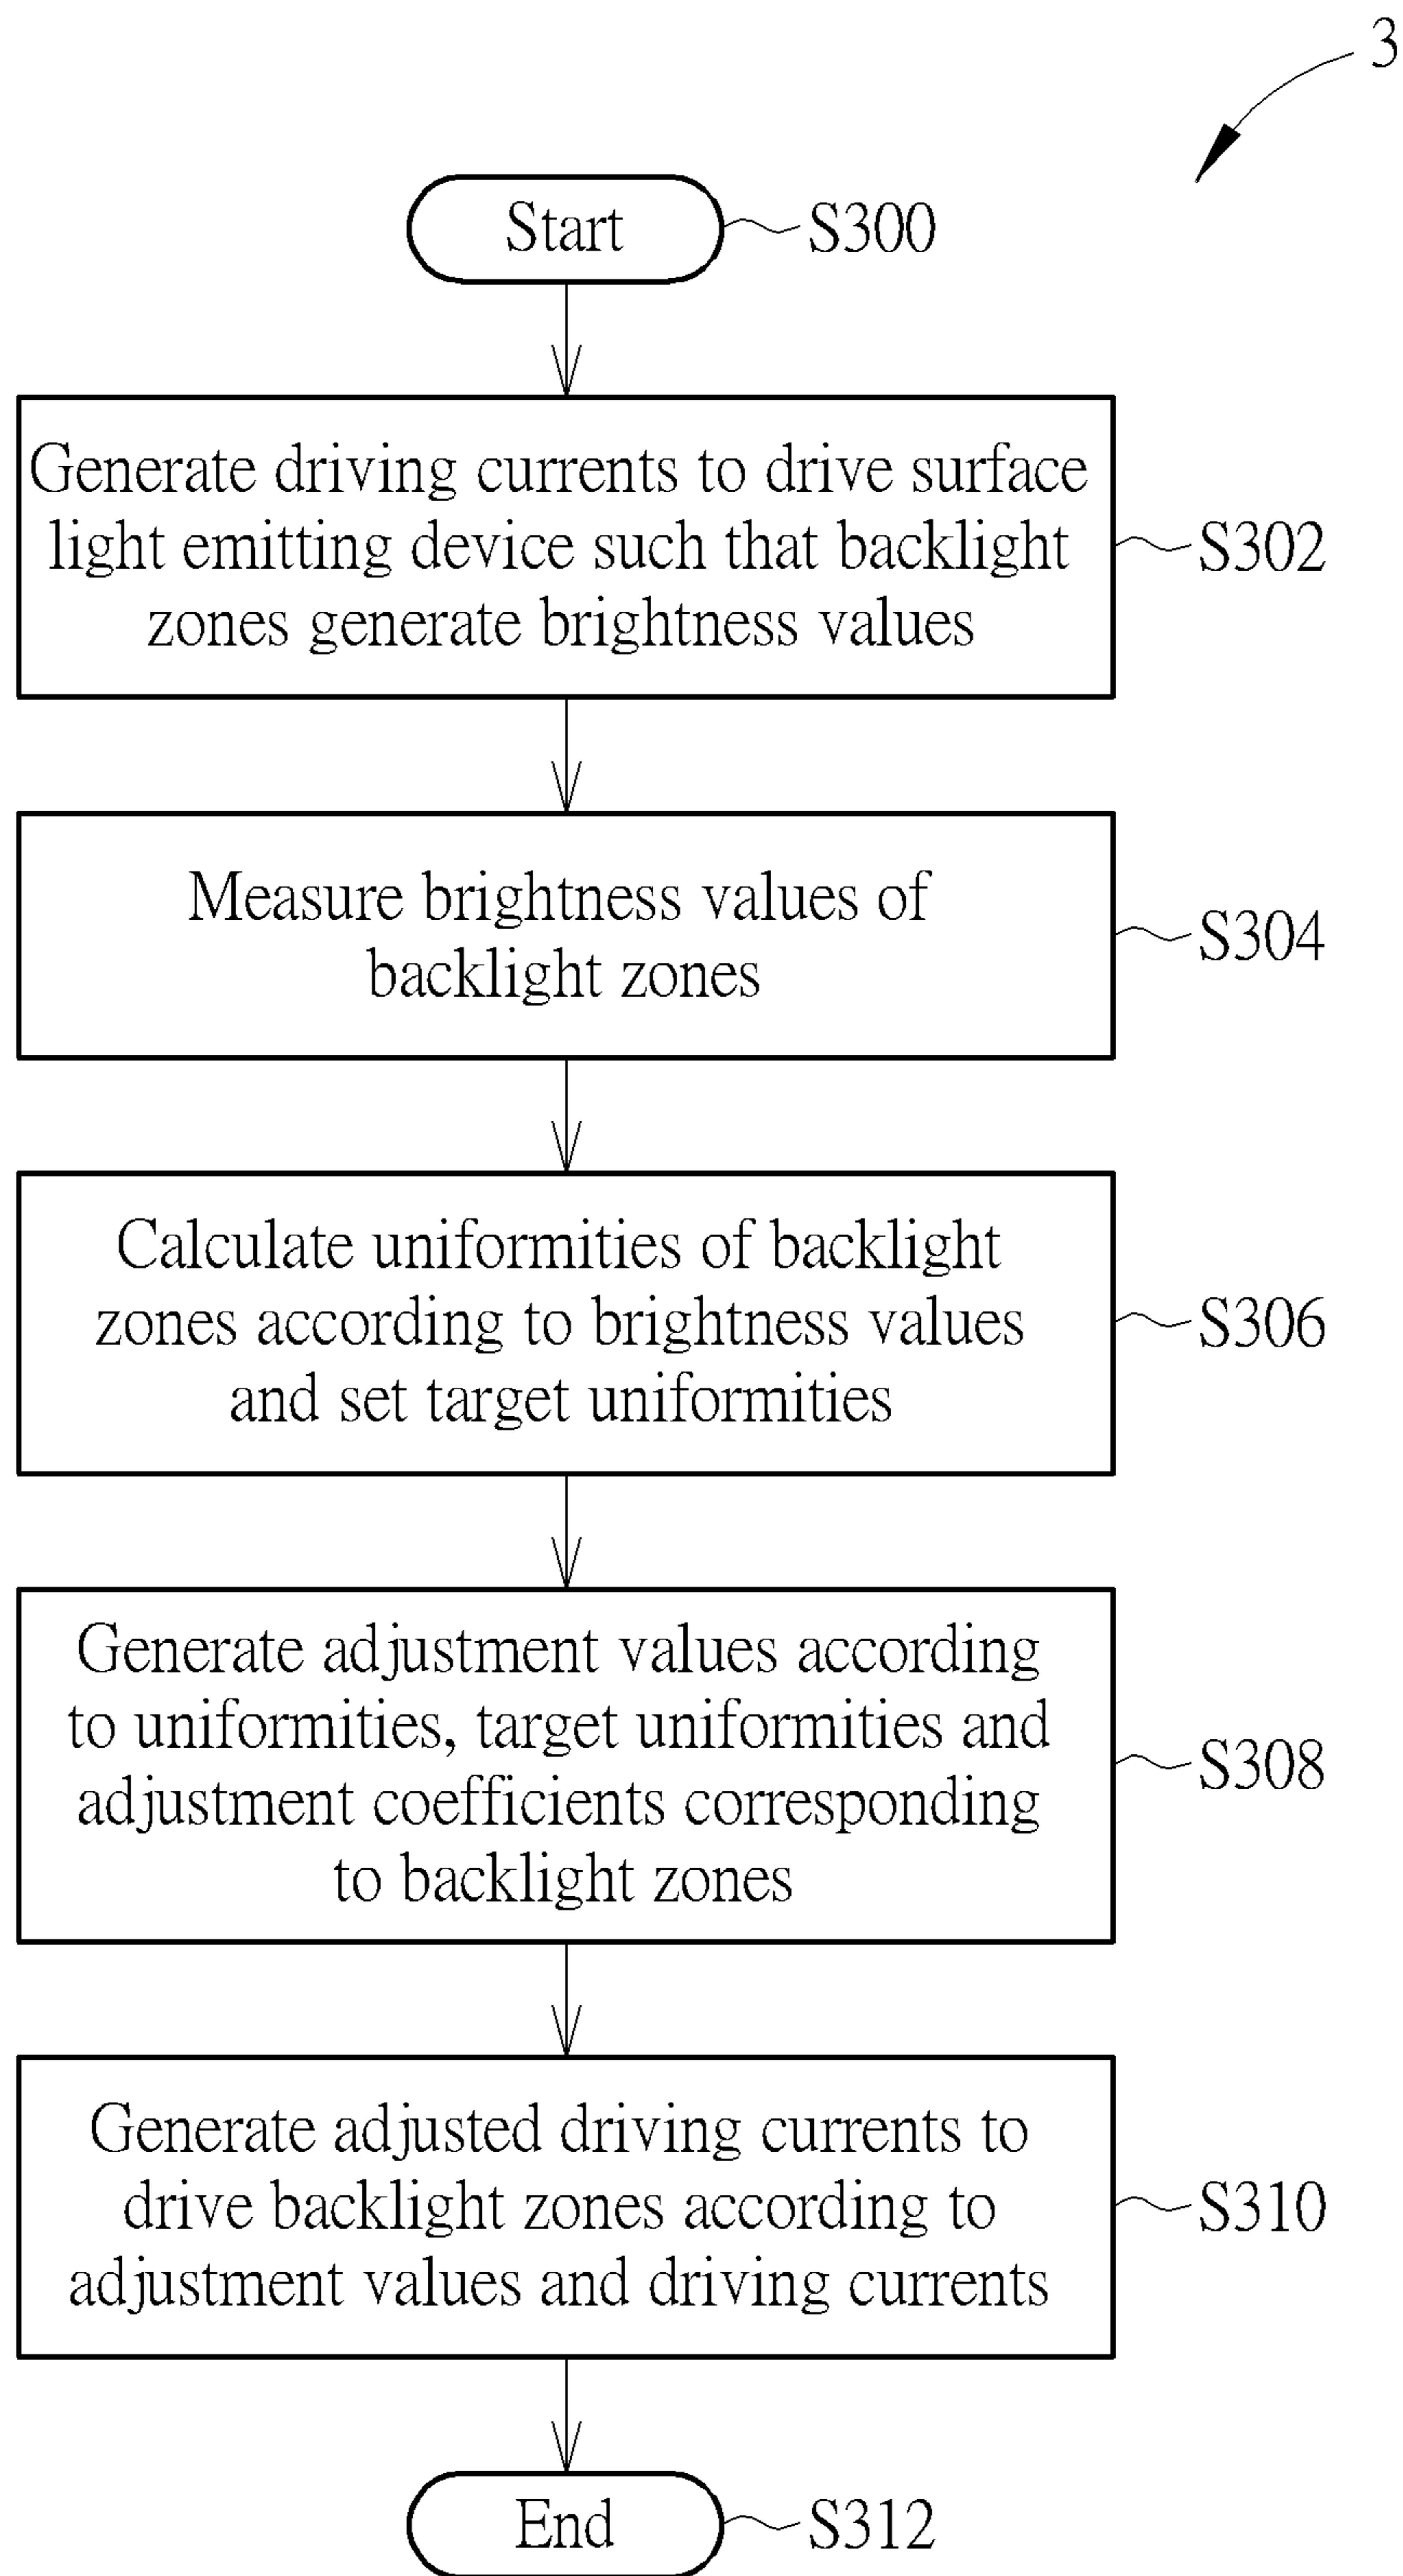 3
Start
S300
Generate driving currents to drive surface
light emitting device such that backlight
zones generate brightness values
S302
Measure brightness values of
backlight zones
S304
Calculate uniformities of backlight
zones according to brightness values
and set target uniformities
S306
Generate adjustment values according
to uniformities, target uniformities and
adjustment coefficients corresponding
to backlight zones
S308
Generate adjusted driving currents to
drive backlight zones according to
adjustment values and driving currents
S310
End
S312